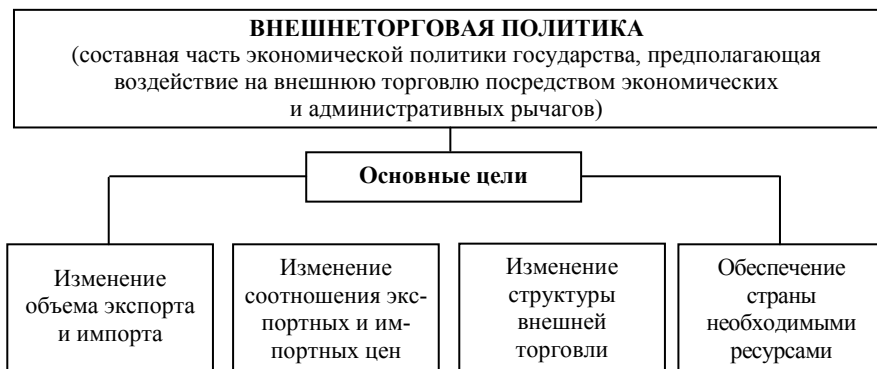 ВНЕШНЕТОРГОВАЯ ПОЛИТИКА
(составная часть экономической политики государства, предполагающая
воздействие на внешнюю торговлю посредством экономических
и административных рычагов)
Основные цели
Изменение
объема экспорта
и импорта
Изменение
соотношения экс-
портных и им-
портных цен
Изменение
структуры
внешней
торговли
Обеспечение
страны
необходимыми
ресурсами